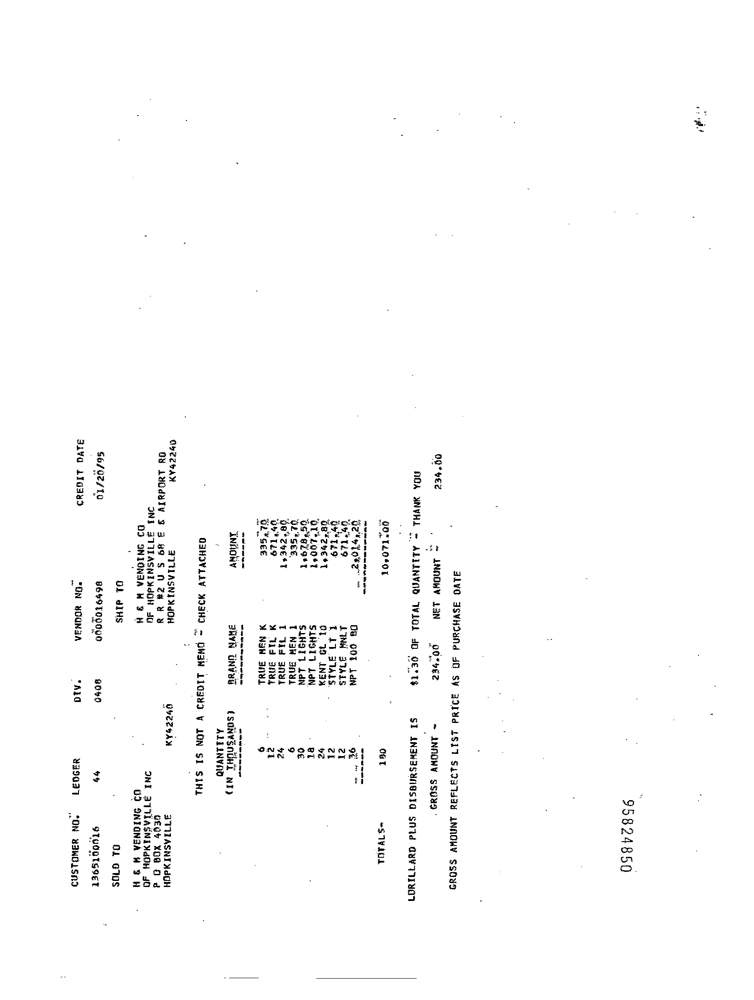 CUSTOMER NO. LEDGER DIV. VENDOR NO. CREDIT DATE
1365100016 44 0408 0000016498 01/20/95
SOLD TO SHIP TO
H & M VENDING CO H & M VENDING CO
OF HOPKINSVILLE INC OF HOPKINSVILLE INC
P O BOX 4030 R R #2 U S 68 E & AIRPORT RD
HOPKINSVILLE KY42240 HOPKINSVILLE KY42240
THIS IS NOT A CREDIT MEMO - CHECK ATTACHED
QUANTITY
(IN THOUSANDS) BRAND NAME AMOUNT
6 TRUE MEN K 335.70
12 TRUE FIL K 671.40
24 TRUE FIL 1 1,342.80
6 TRUE MEN 1 335.70
30 NPT LIGHTS 1,678.50
18 NPT LIGHTS 1,007.10
24 KENT GL 10 1,342.80
12 STYLE LT 1 671.40
12 STYLE MNLT 671.40
36 NPT 100 BO 2,014.20
TOTALS- 180 10,071.00
LORILLARD PLUS DISBURSEMENT IS $1.30 OF TOTAL QUANTITY - THANK YOU
GROSS AMOUNT - 234.00 NET AMOUNT - 234.00
GROSS AMOUNT REFLECTS LIST PRICE AS OF PURCHASE DATE
95824850